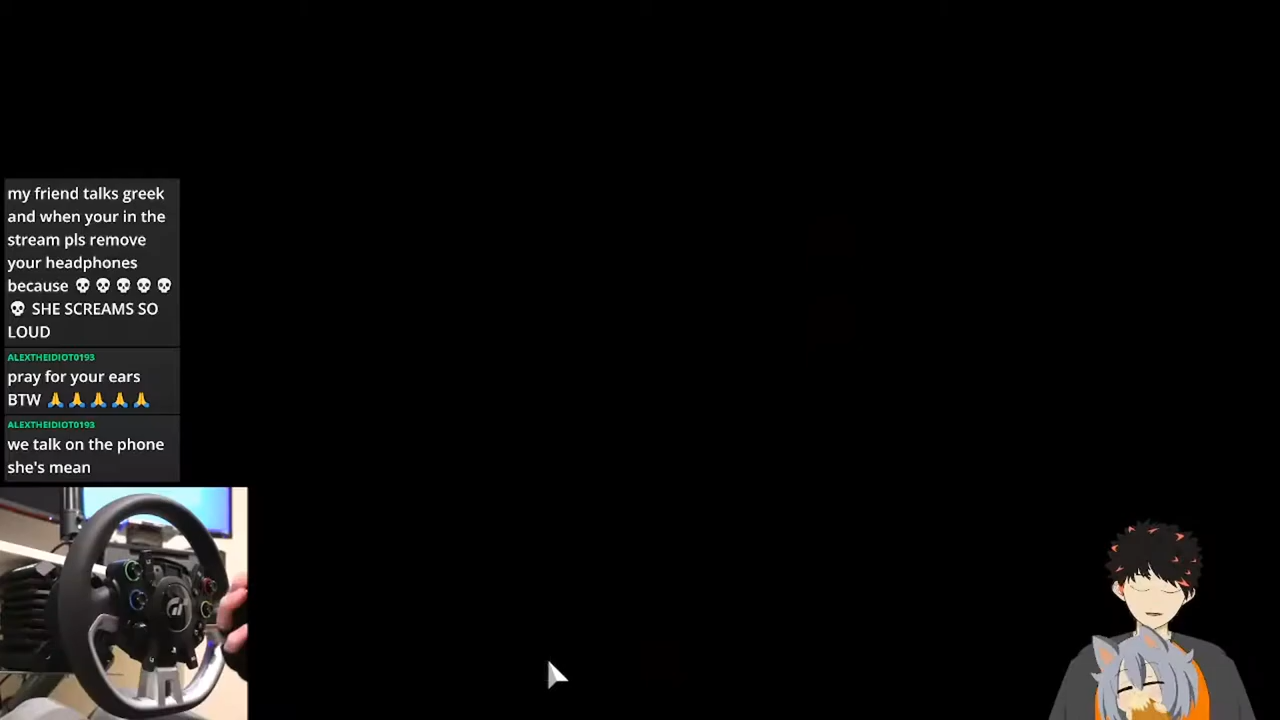 my friend talks greek
and when your in the
stream pls remove
your headphones
because 💀 💀 💀 💀 💀
💀 SHE SCREAMS SO
LOUD
ALEXTHEIDIOT0193
pray for your ears
BTW 🙏 🙏 🙏 🙏 🙏
ALEXTHEIDIOT0193
we talk on the phone
she's mean